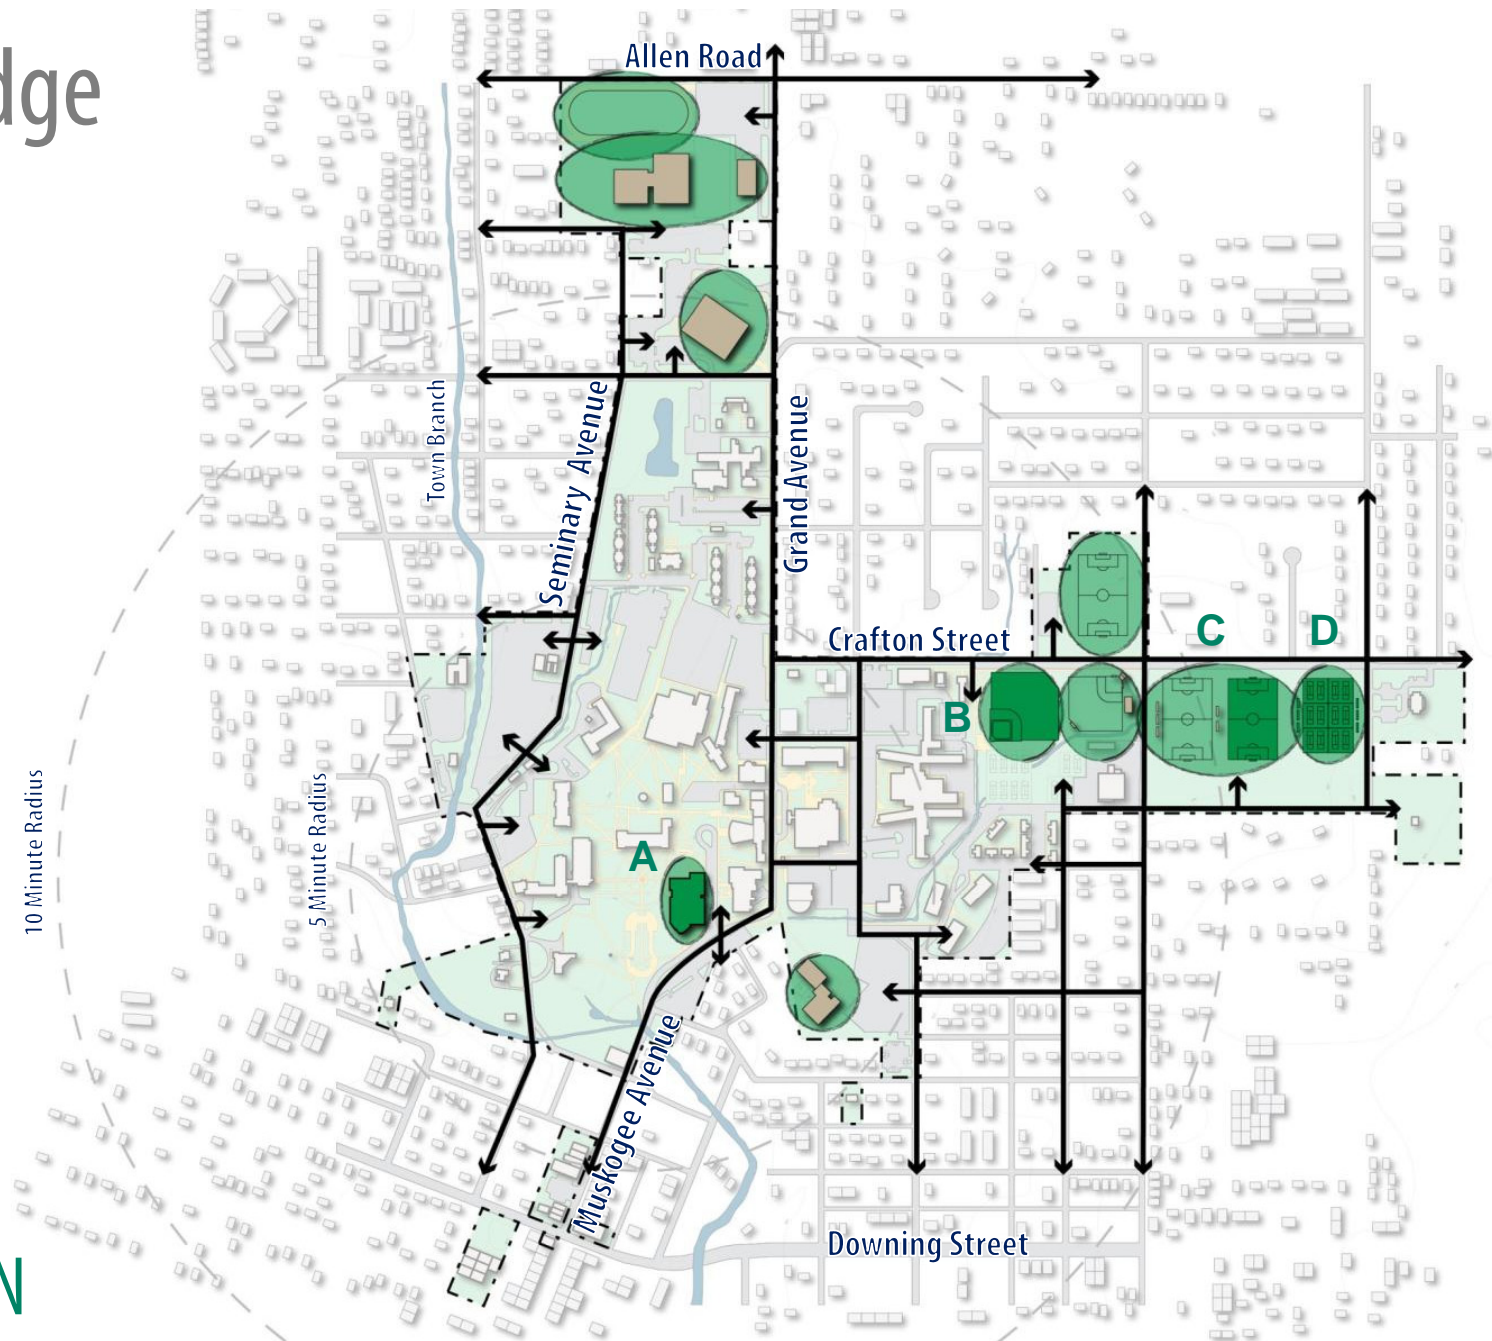 dge
Allen Road
Town Branch
Seminary Avenue
Grand Avenue
Crafton Street
C
D
B
A
10 Minute Radius
5 Minute Radius
Muskogee Avenue
Downing Street
N